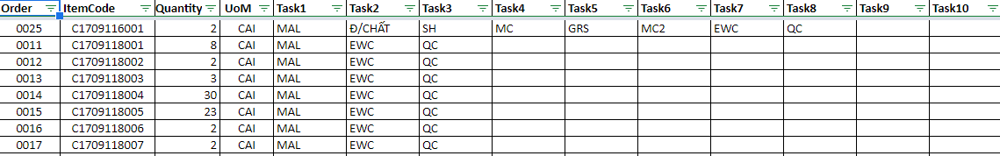 Order ItemCode Quantity UoM Task1 Task2 Task3 Task4 Task5 Task6 Task7 Task8 Task9 Task10
0025 C1709116001 2 CAI MAL Đ/CHẤT SH MC GRS MC2 EWC QC
0011 C1709118001 8 CAI MAL EWC QC
0012 C1709118002 2 CAI MAL EWC QC
0013 C1709118003 3 CAI MAL EWC QC
0014 C1709118004 30 CAI MAL EWC QC
0015 C1709118005 23 CAI MAL EWC QC
0016 C1709118006 2 CAI MAL EWC QC
0017 C1709118007 2 CAI MAL EWC QC